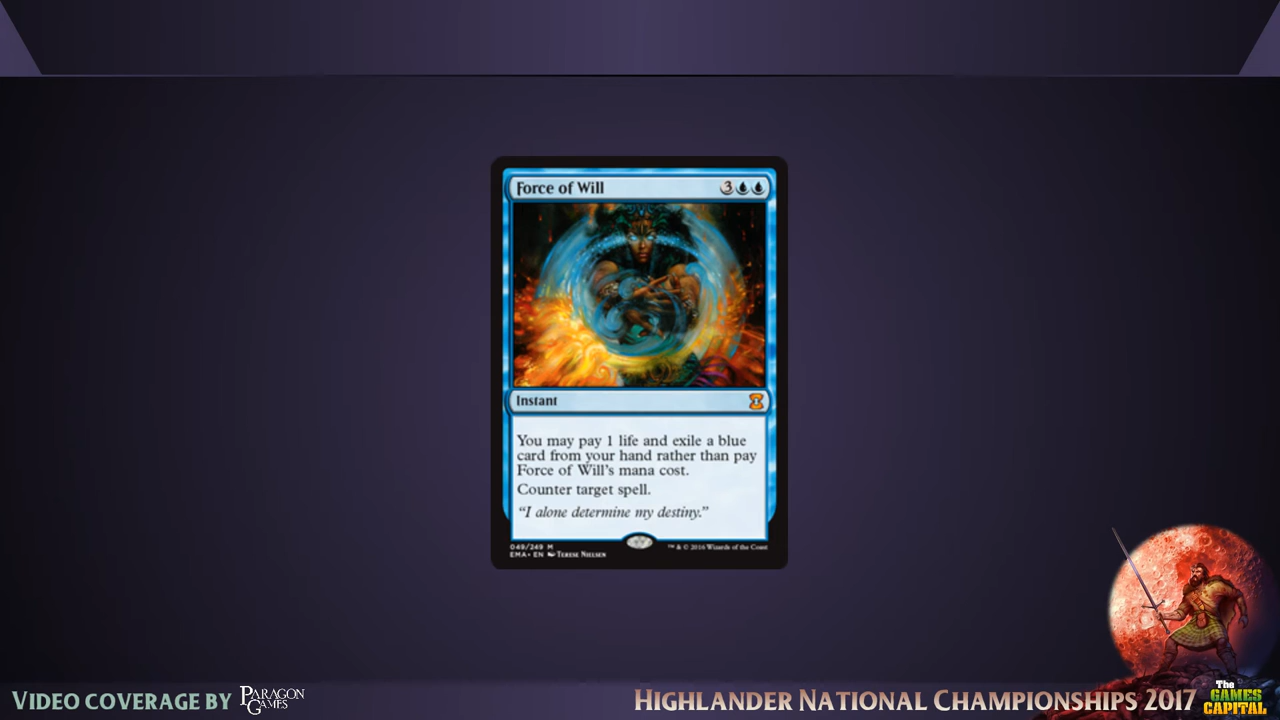 Force of Will 3
Instant
You may pay 1 life and exile a blue
card from your hand rather than pay
Force of Will's mana cost.
Counter target spell.
"I alone determine my destiny."
049/249 M
EMA • EN Terese Nielsen
™ & © 2016 Wizards of the Coast
Video coverage by Paragon Games
Highlander National Championships 2017
The
Games
Capital